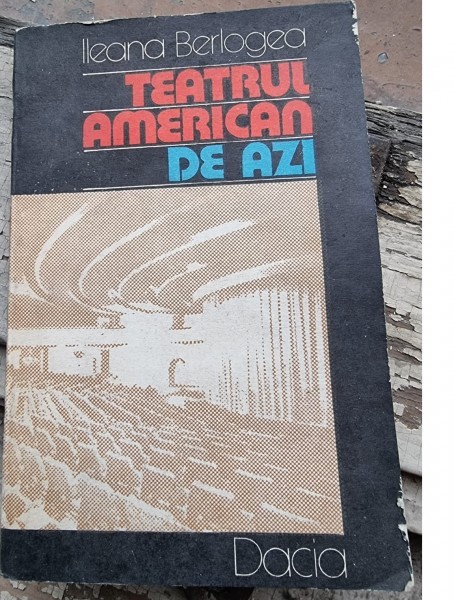 Ileana Berlogea
TEATRUL
AMERICAN
DE AZI
Dacia